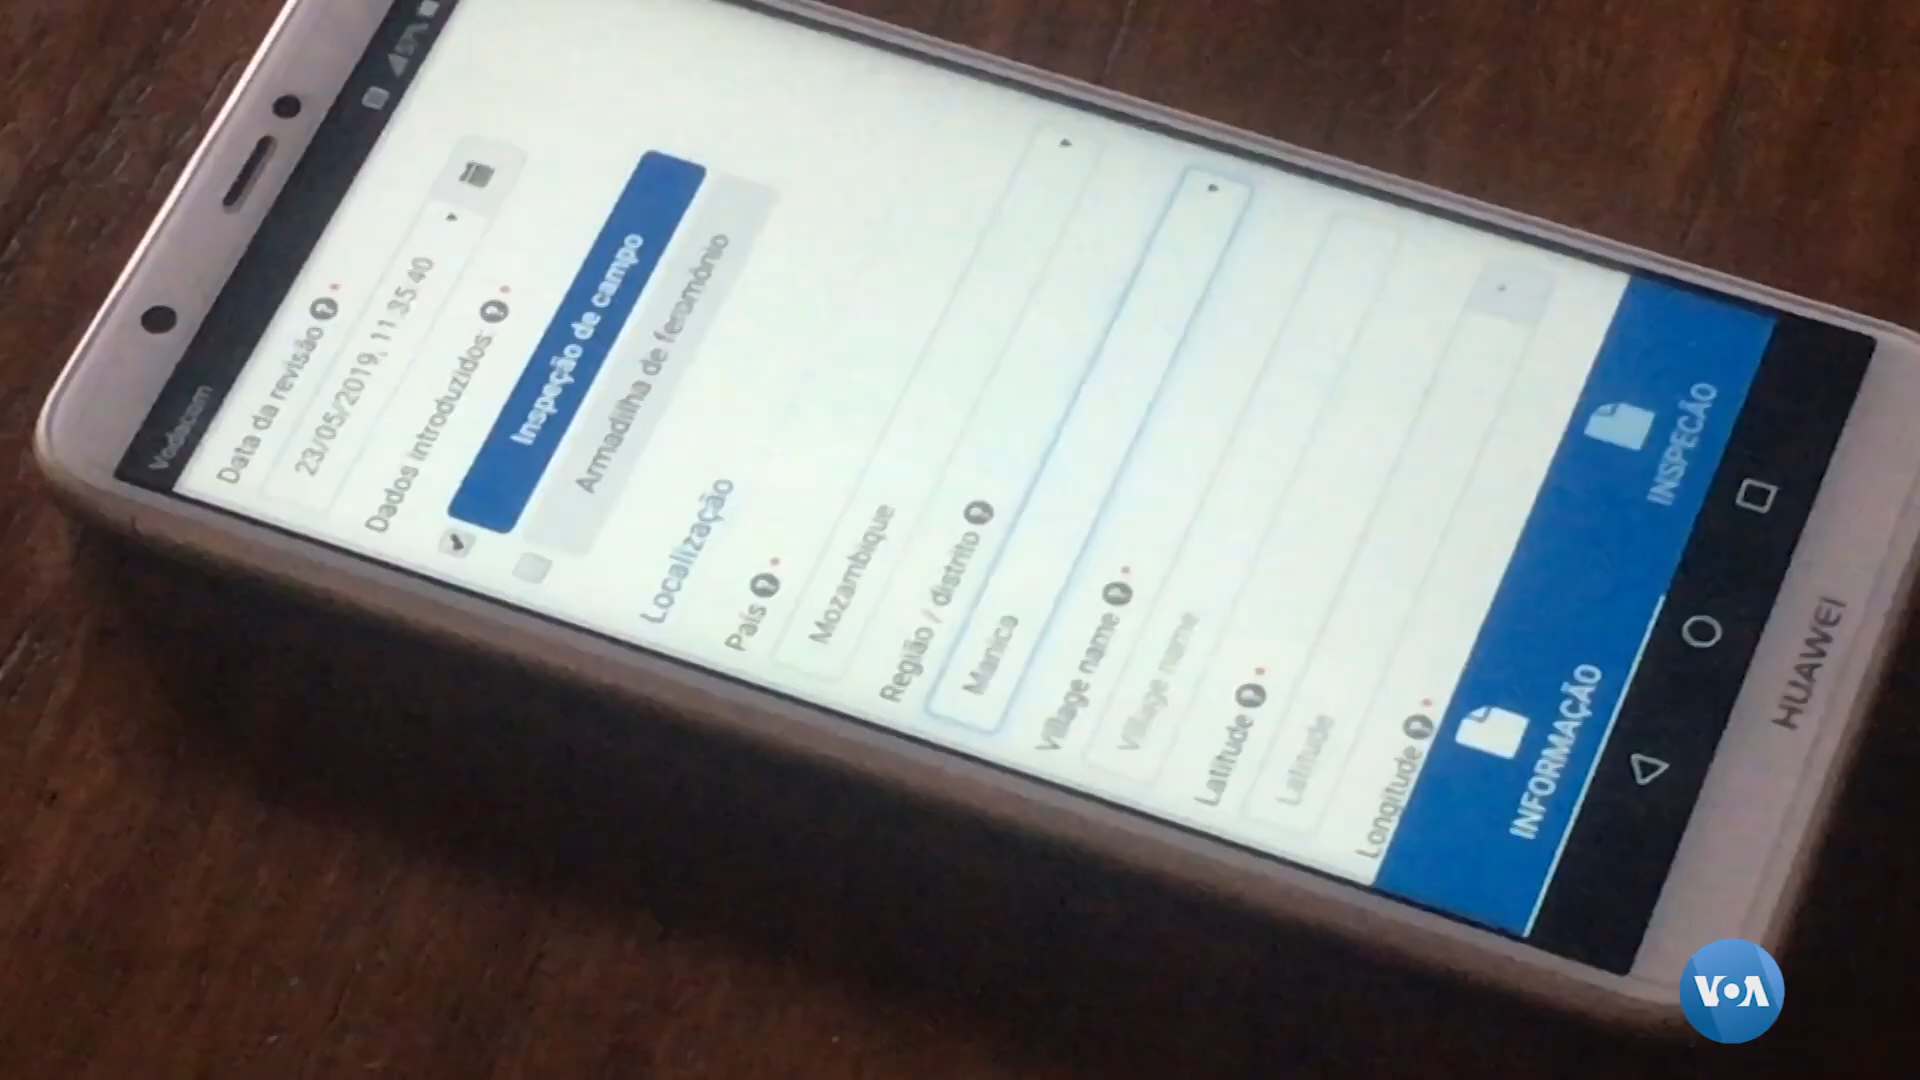 Vodacom
Data da revisão
23/05/2019, 11:35:40
Dados introduzidos
Inspeção de campo
Armadilha de feromónio
Localização
País
Mozambique
Região / distrito
Manica
Village name
Village name
Latitude
Latitude
Longitude
INFORMAÇÃO
INSPEÇÃO
HUAWEI
VOA